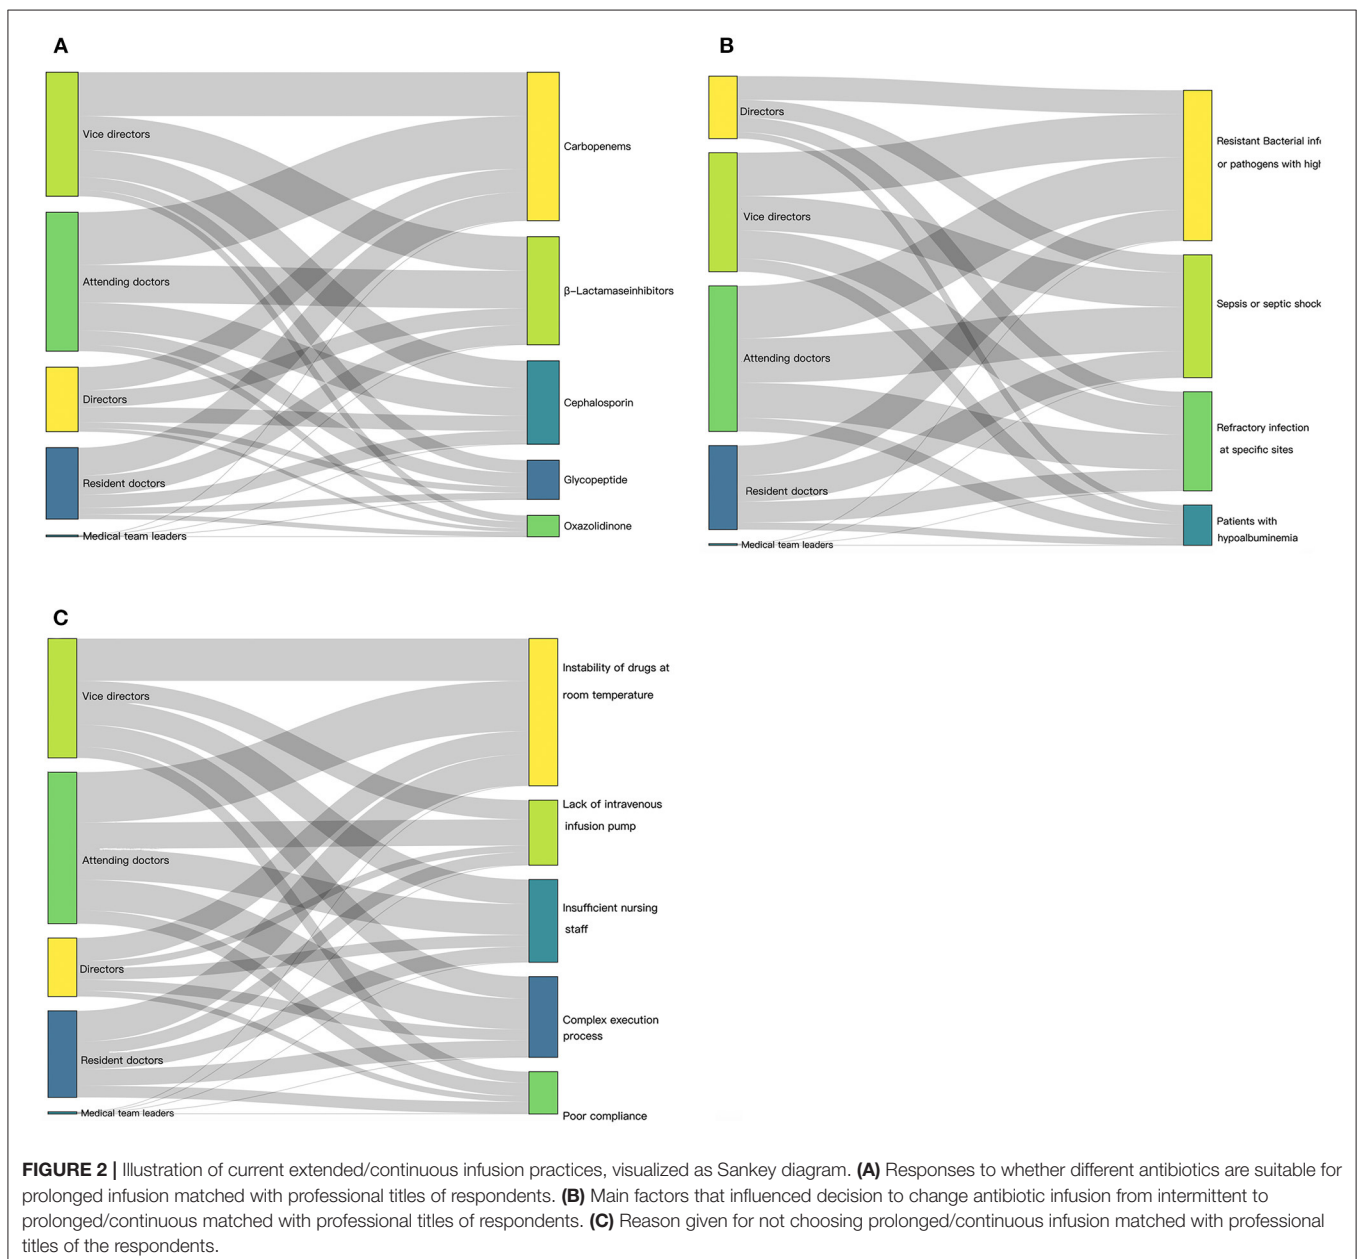 A
Vice directors
Attending doctors
Directors
Resident doctors
Medical team leaders
Carbopenems
β-Lactamaseinhibitors
Cephalosporin
Glycopeptide
Oxazolidinone
B
Directors
Vice directors
Attending doctors
Resident doctors
Medical team leaders
Resistant Bacterial
or pathogens with
Sepsis or septic shock
Refractory infection
at specific sites
Patients with
hypoalbuminemia
C
Vice directors
Attending doctors
Directors
Resident doctors
Medical team leaders
Instability of drugs at
room temperature
Lack of intravenous
infusion pump
Insufficient nursing
staff
Complex execution
process
Poor compliance
FIGURE 2 | Illustration of current extended/continuous infusion practices, visualized as Sankey diagram. (A) Responses to whether different antibiotics are suitable for
prolonged infusion matched with professional titles of respondents. (B) Main factors that influenced decision to change antibiotic infusion from intermittent to
prolonged/continuous matched with professional titles of respondents. (C) Reason given for not choosing prolonged/continuous infusion matched with professional
titles of the respondents.